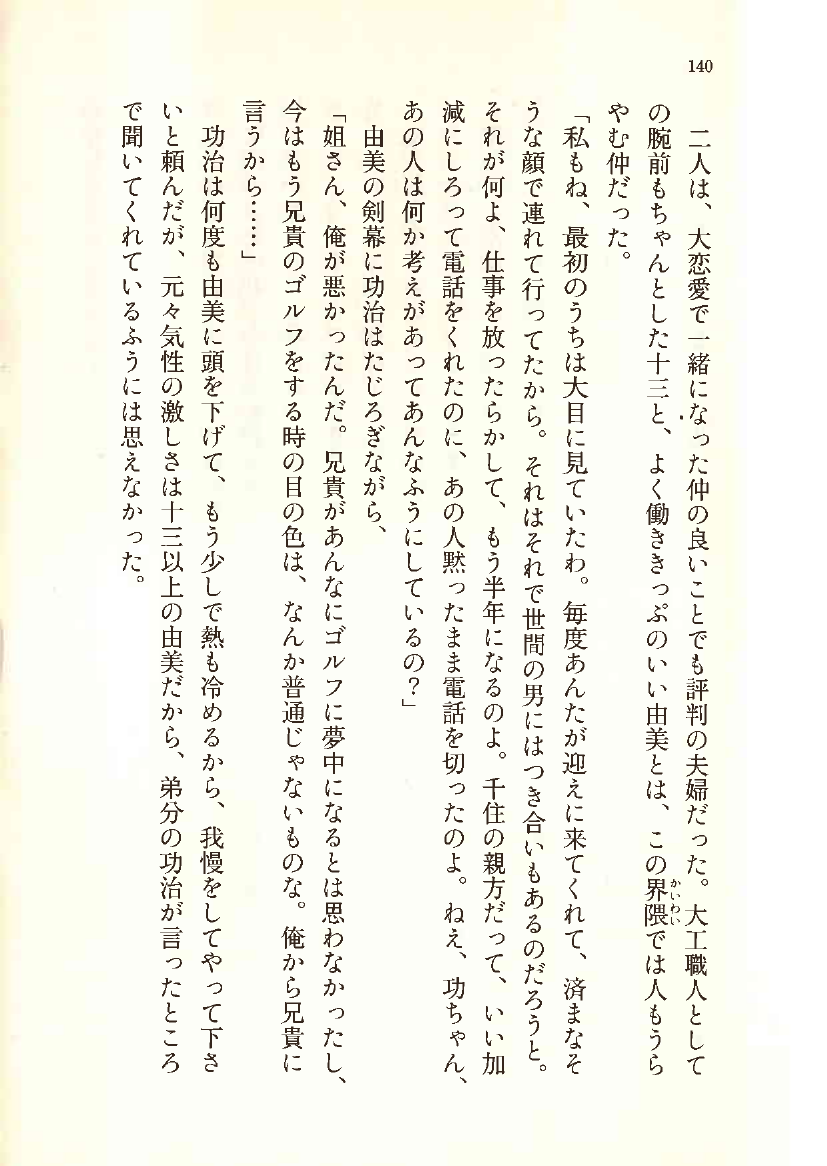 140
二人は、大恋愛で一緒になった仲の良いことでも評判の夫婦だった。大工職人として
の腕前もちゃんとした十三と、よく働ききっぷのいい由美とは、この界隈では人もうら
かいわい
やむ仲だった。
「私もね、最初のうちは大目に見ていたわ。毎度あんたが迎えに来てくれて、済まなそ
うな顔で連れて行ってたから。それはそれで世間の男にはつき合いもあるのだろうと。
それが何よ、仕事を放ったらかして、もう半年になるのよ。千住の親方だって、いい加
減にしろって電話をくれたのに、あの人黙ったまま電話を切ったのよ。ねえ、功ちゃん、
あの人は何か考えがあってあんなふうにしているの？」
由美の剣幕に功治はたじろぎながら、
「姐さん、俺が悪かったんだ。兄貴があんなにゴルフに夢中になるとは思わなかったし、
今はもう兄貴のゴルフをする時の目の色は、なんか普通じゃないものな。俺から兄貴に
言うから……」
功治は何度も由美に頭を下げて、もう少しで熱も冷めるから、我慢をしてやって下さ
いと頼んだが、元々気性の激しさは十三以上の由美だから、弟分の功治が言ったところ
で聞いてくれているふうには思えなかった。